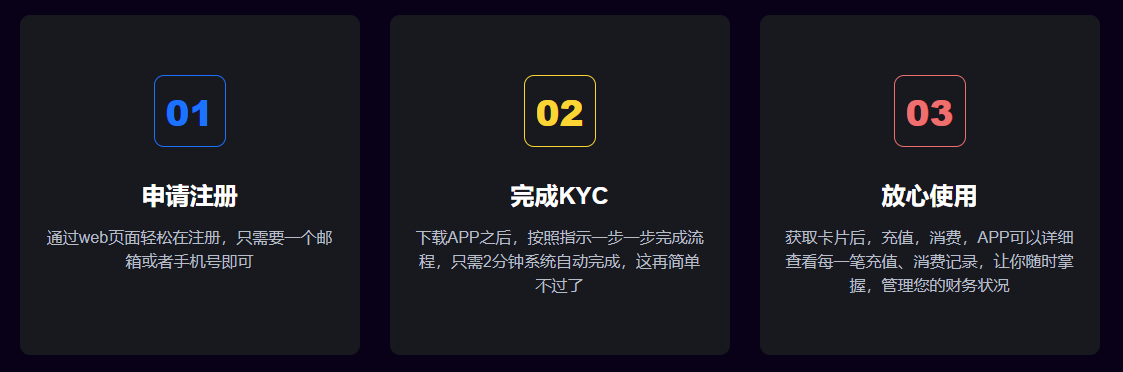 01
申请注册
通过web页面轻松在注册，只需要一个邮
箱或者手机号即可
02
完成KYC
下载APP之后，按照指示一步一步完成流
程，只需2分钟系统自动完成，这再简单
不过了
03
放心使用
获取卡片后，充值，消费，APP可以详细
查看每一笔充值、消费记录，让你随时掌
握，管理您的财务状况